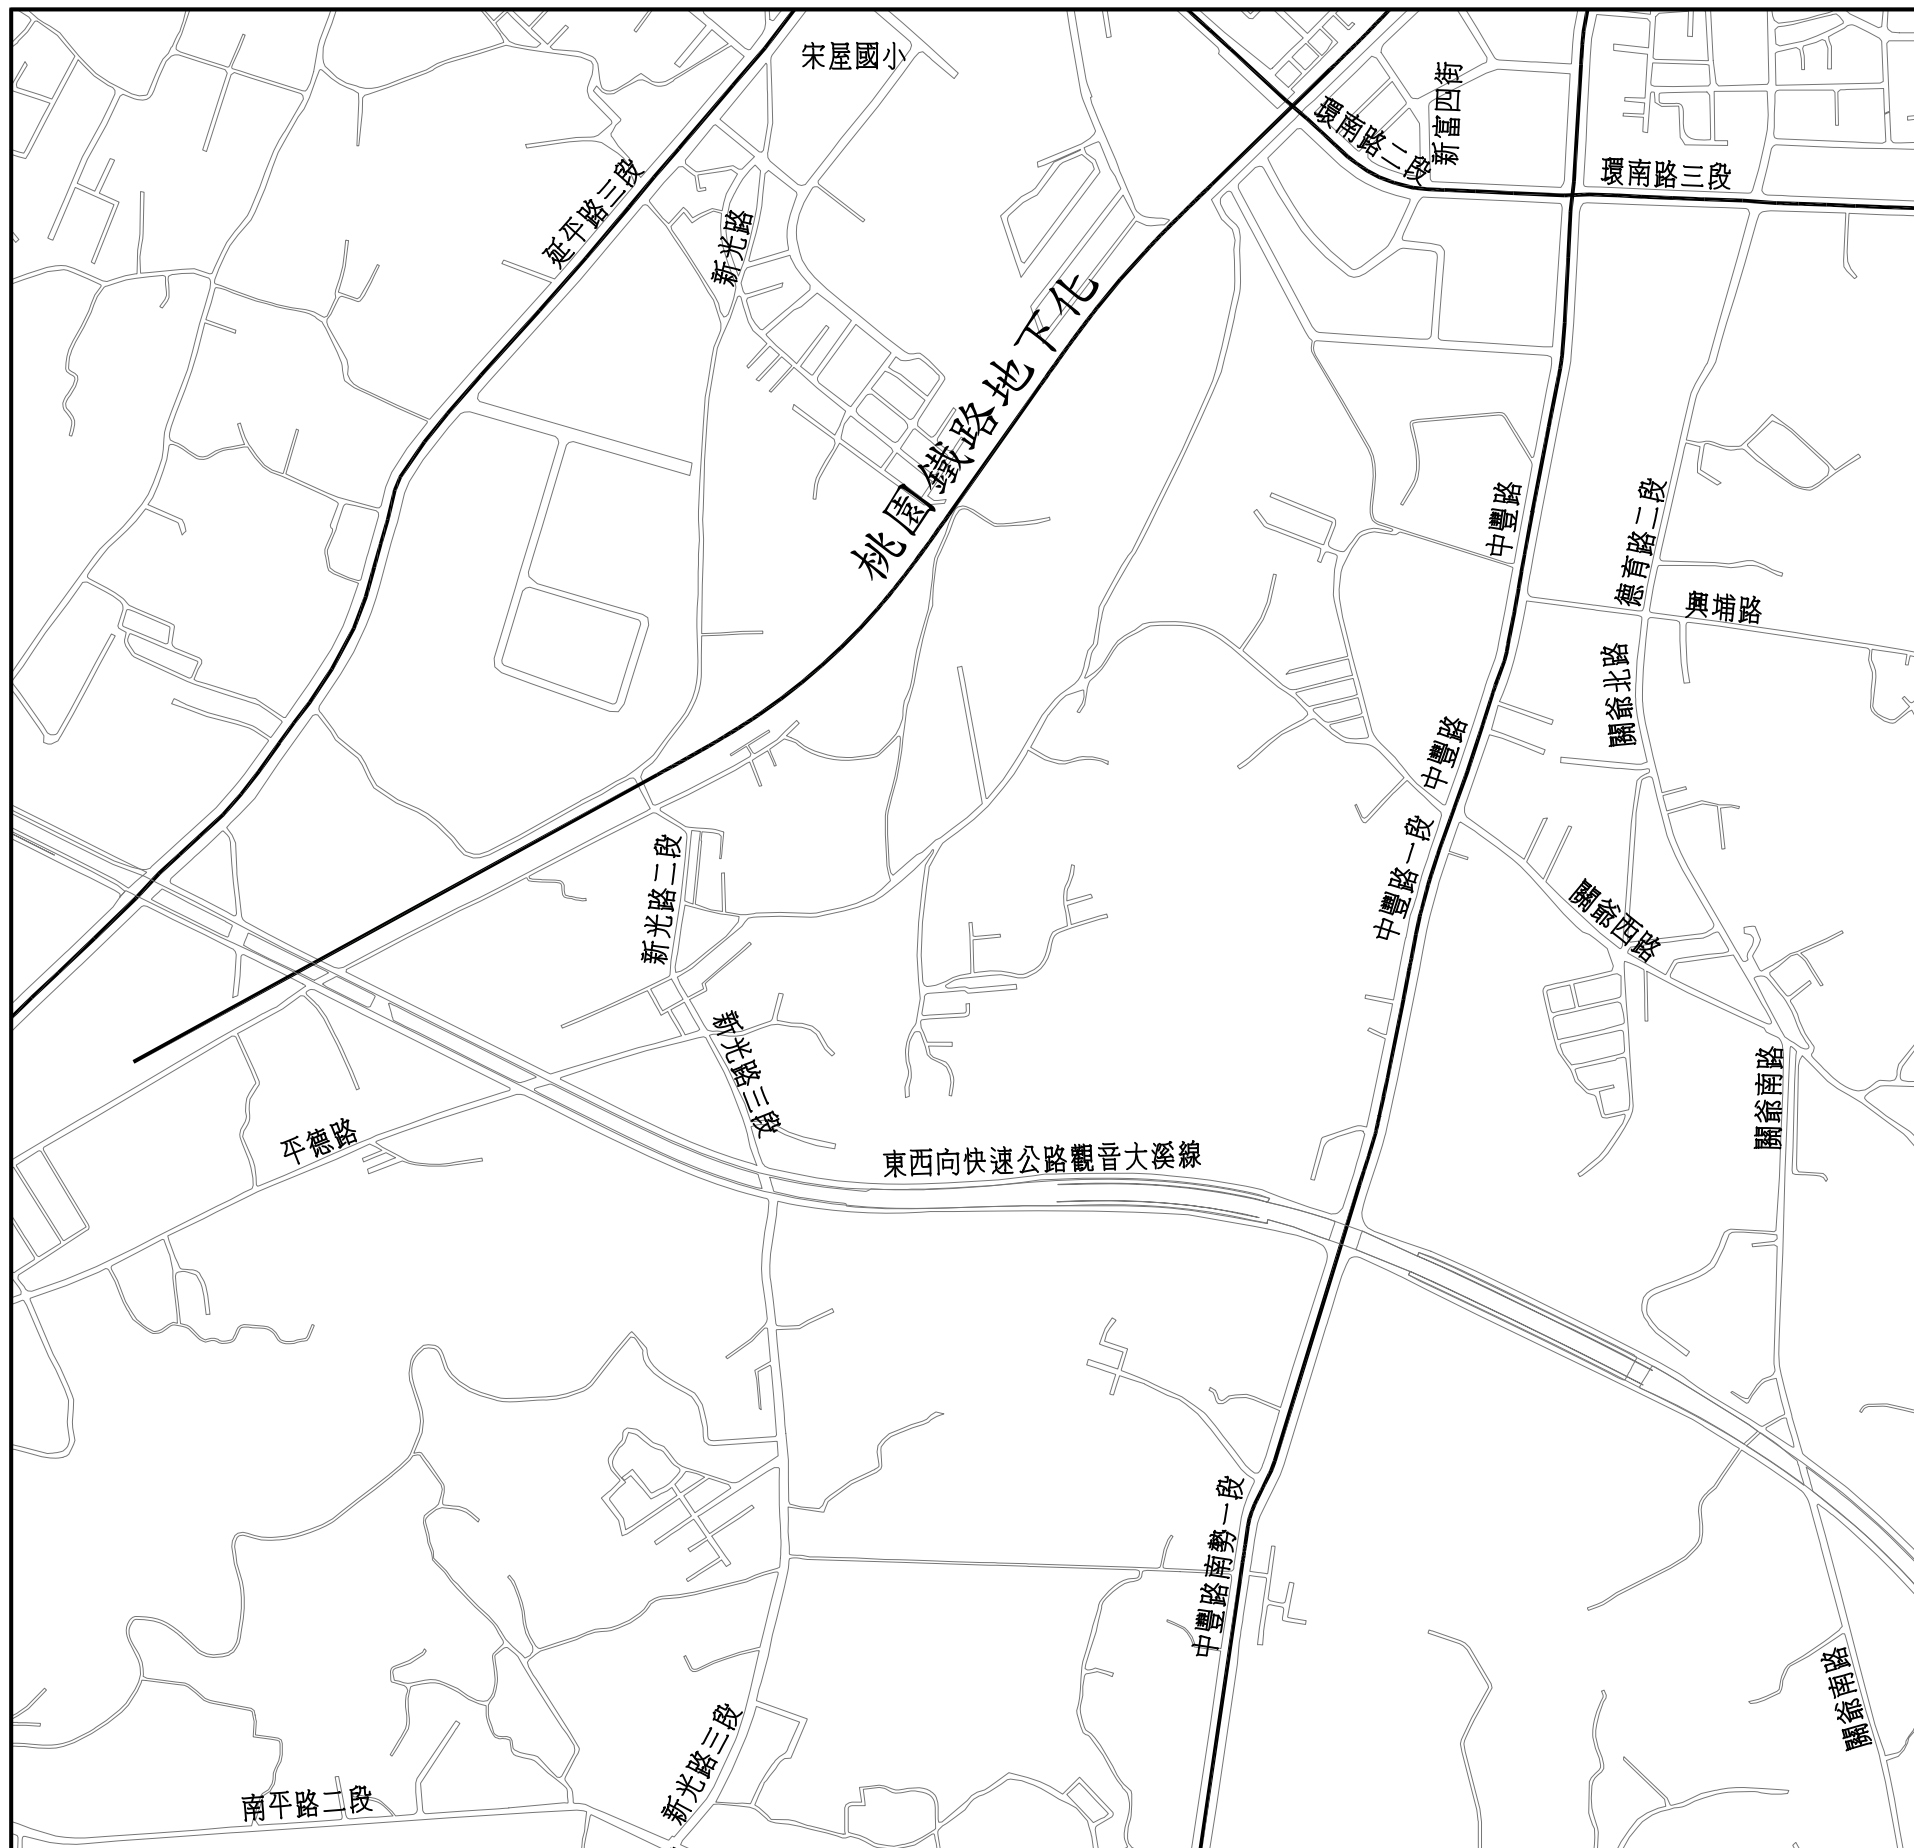 宋屋國小
新富四街
環南路二段
環南路三段
延平路三段
新光路
桃園鐵路地下化
中豐路
德育路二段
興埔路
關爺北路
中豐路
中豐路一段
新光路二段
關爺西路
新光路三段
關爺南路
平德路
東西向快速公路觀音大溪線
中豐路南勢一段
關爺南路
新光路三段
南平路二段